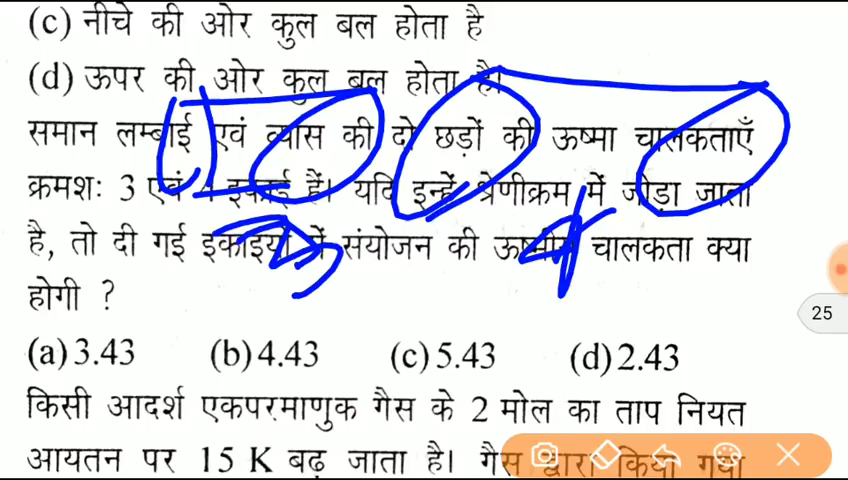 (c) नीचे की ओर कुल बल होता है
(d) ऊपर की ओर कुल बल होता है।
समान लम्बाई एवं व्यास की दो छड़ों की ऊष्मा चालकताएँ
क्रमशः 3 एवं 4 इकाई हैं। यदि इन्हें श्रेणीक्रम में जोड़ा जाता
है, तो दी गई इकाइयों में संयोजन की ऊष्मीय चालकता क्या
होगी ?
3 4
(a) 3.43 (b) 4.43 (c) 5.43 (d) 2.43
25
किसी आदर्श एकपरमाणुक गैस के 2 मोल का ताप नियत
आयतन पर 15 K बढ़ जाता है। गैस द्वारा किया गया